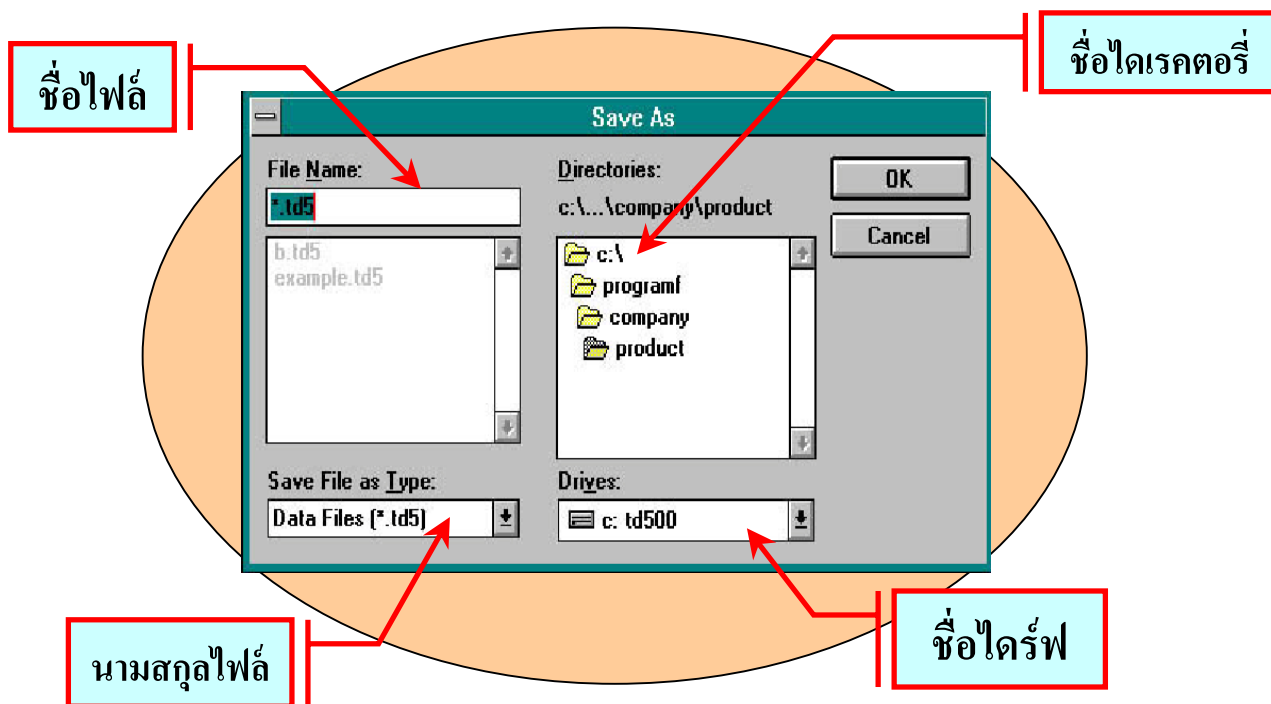 ชื่อไฟล์
ชื่อไดเรคตอรี่
Save As
File Name:
*.td5
b.td5
example.td5
Directories:
c:\...\company\product
c:\
programf
company
product
OK
Cancel
Save File as Type:
Data Files (*.td5)
Drives:
c: td500
นามสกุลไฟล์
ชื่อไดร์ฟ